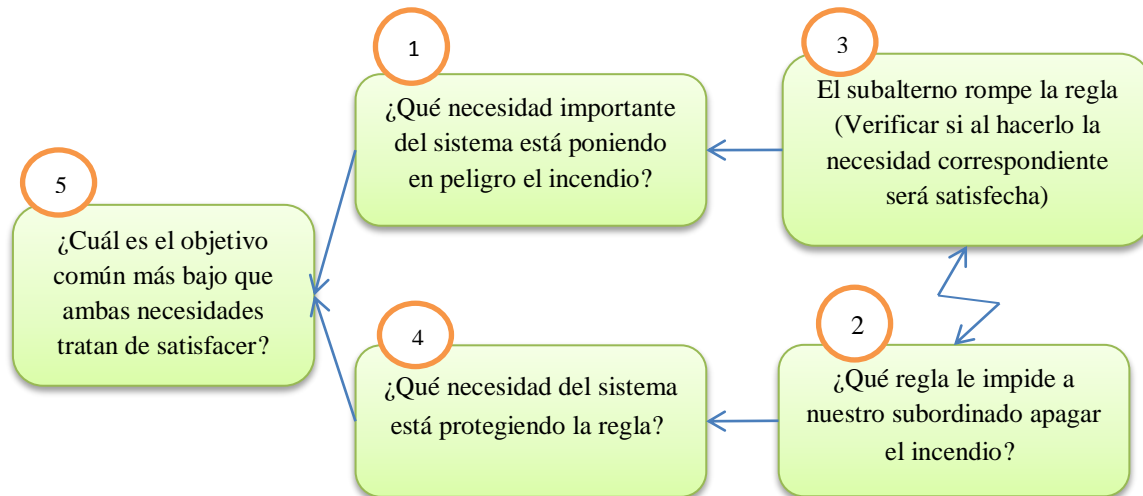 1
¿Qué necesidad importante
del sistema está poniendo
en peligro el incendio?
3
El subalterno rompe la regla
(Verificar si al hacerlo la
necesidad correspondiente
será satisfecha)
5
¿Cuál es el objetivo
común más bajo que
ambas necesidades
tratan de satisfacer?
4
¿Qué necesidad del sistema
está protegiendo la regla?
2
¿Qué regla le impide a
nuestro subordinado apagar
el incendio?